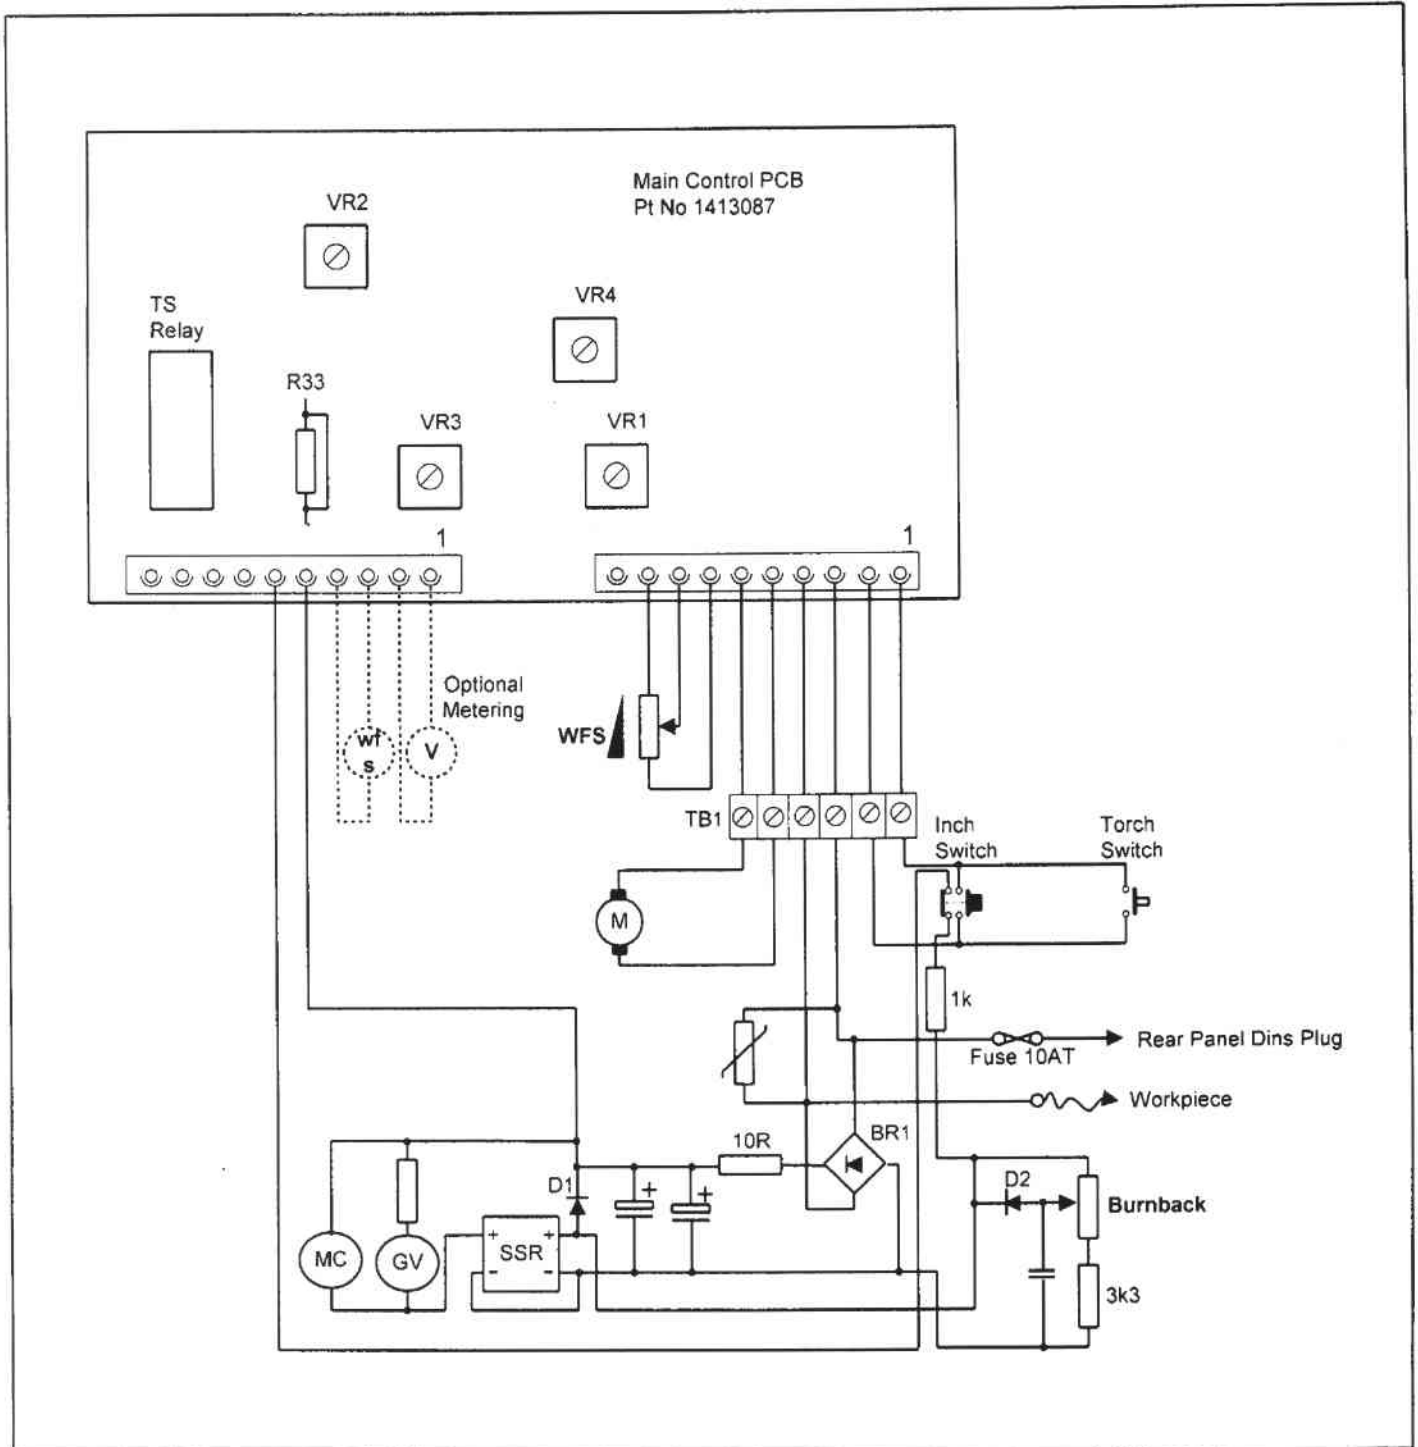 Main Control PCB
Pt No 1413087
VR2
VR4
TS
Relay
R33
VR3
VR1
1
1
Optional
Metering
wf
s
V
WFS
TB1
Inch
Switch
Torch
Switch
M
1k
Fuse 10AT
Rear Panel Dins Plug
Workpiece
10R
BR1
D1
D2
Burnback
+
+
MC
GV
+
SSR
+
-
-
3k3